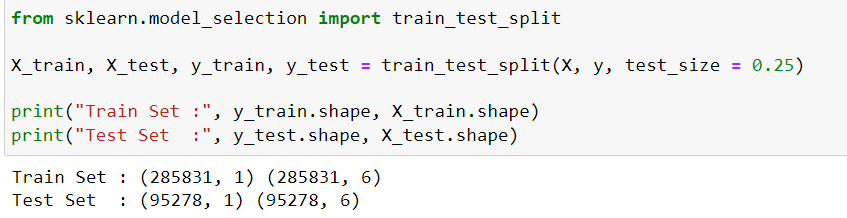 from sklearn.model_selection import train_test_split
X_train, X_test, y_train, y_test = train_test_split(X, y, test_size = 0.25)
print("Train Set :", y_train.shape, X_train.shape)
print("Test Set  :", y_test.shape, X_test.shape)
Train Set : (285831, 1) (285831, 6)
Test Set  : (95278, 1) (95278, 6)